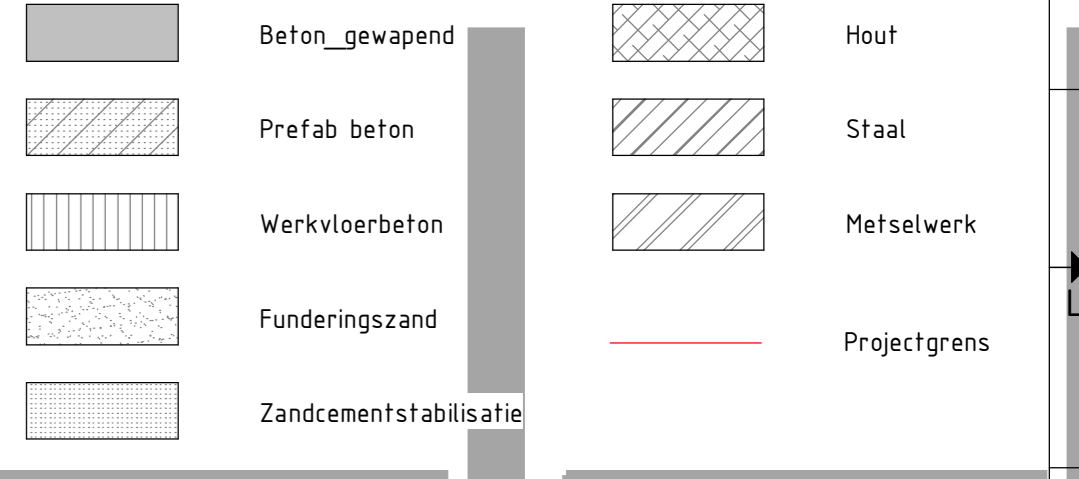 Beton_gewapend
Prefab beton
Werkvloerbeton
Funderingszand
Zandcementstabilisatie
Hout
Staal
Metselwerk
Projectgrens